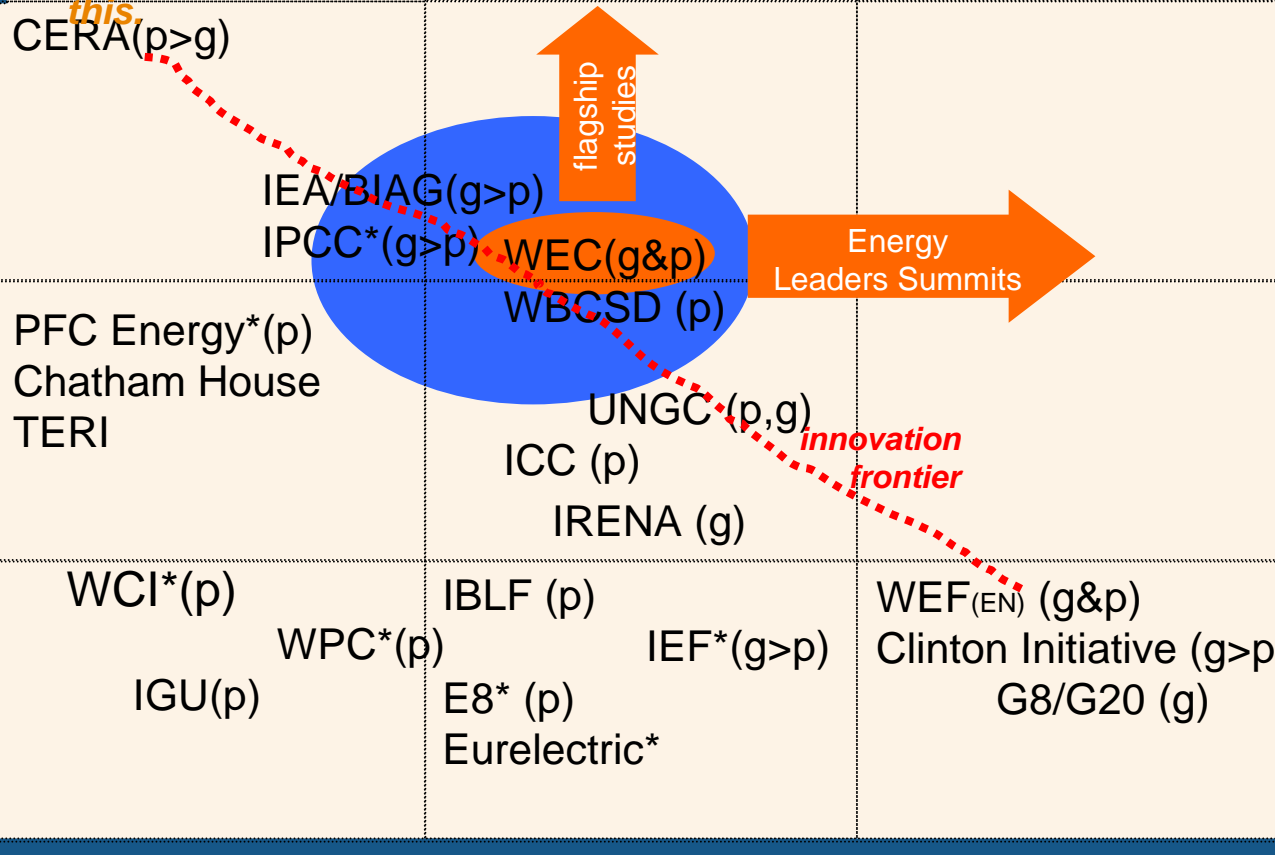 this.
CERA(p>g)
flagship
studies
IEA/BIAG(g>p)
IPCC*(g>p)
WEC(g&p)
Energy
Leaders Summits
WBCSD (p)
PFC Energy*(p)
Chatham House
TERI
UNGC (p,g)
innovation
frontier
ICC (p)
IRENA (g)
WCI*(p)
WPC*(p)
IGU(p)
IBLF (p)
IEF*(g>p)
E8* (p)
Eurelectric*
WEF(EN) (g&p)
Clinton Initiative (g>p
G8/G20 (g)